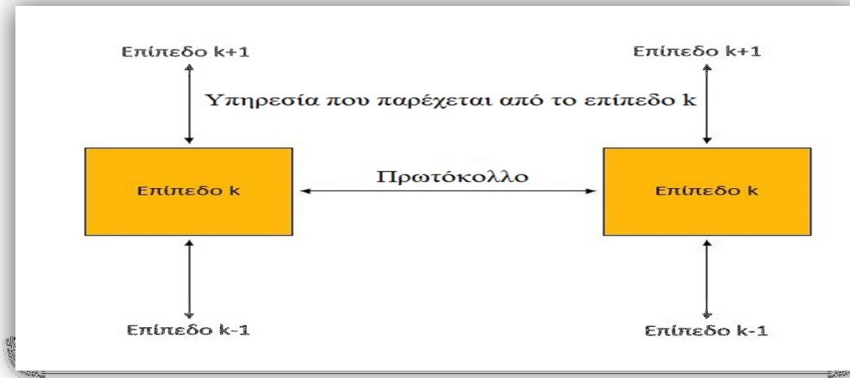 Επίπεδο k+1 Επίπεδο k+1
Υπηρεσία που παρέχεται από το επίπεδο k
Επίπεδο k Πρωτόκολλο Επίπεδο k
Επίπεδο k-1 Επίπεδο k-1